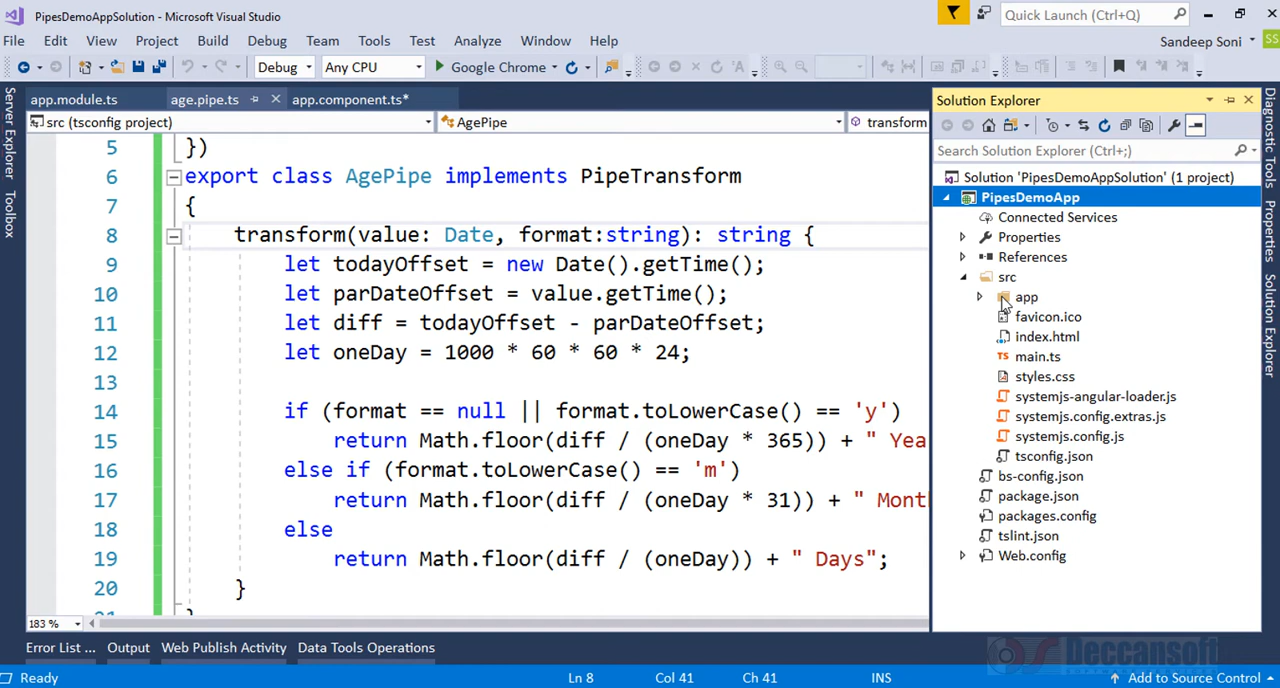 PipesDemoAppSolution - Microsoft Visual Studio
Quick Launch (Ctrl+Q)
File Edit View Project Build Debug Team Tools Test Analyze Window Help
Sandeep Soni SS
Debug Any CPU Google Chrome
app.module.ts age.pipe.ts app.component.ts*
src (tsconfig project) AgePipe transform
5 })
6 export class AgePipe implements PipeTransform
7 {
8 transform(value: Date, format:string): string {
9 let todayOffset = new Date().getTime();
10 let parDateOffset = value.getTime();
11 let diff = todayOffset - parDateOffset;
12 let oneDay = 1000 * 60 * 60 * 24;
13
14 if (format == null || format.toLowerCase() == 'y')
15 return Math.floor(diff / (oneDay * 365)) + " Yea
16 else if (format.toLowerCase() == 'm')
17 return Math.floor(diff / (oneDay * 31)) + " Month
18 else
19 return Math.floor(diff / (oneDay)) + " Days";
20 }
}
183 %
Server Explorer
Toolbox
Solution Explorer
Search Solution Explorer (Ctrl+;)
Solution 'PipesDemoAppSolution' (1 project)
PipesDemoApp
Connected Services
Properties
References
src
app
favicon.ico
index.html
main.ts
styles.css
systemjs-angular-loader.js
systemjs.config.extras.js
systemjs.config.js
tsconfig.json
bs-config.json
package.json
packages.config
tslint.json
Web.config
Diagnostic Tools
Properties
Solution Explorer
Deccansoft
Error List ... Output Web Publish Activity Data Tools Operations
Ready Ln 8 Col 41 Ch 41 INS Add to Source Control